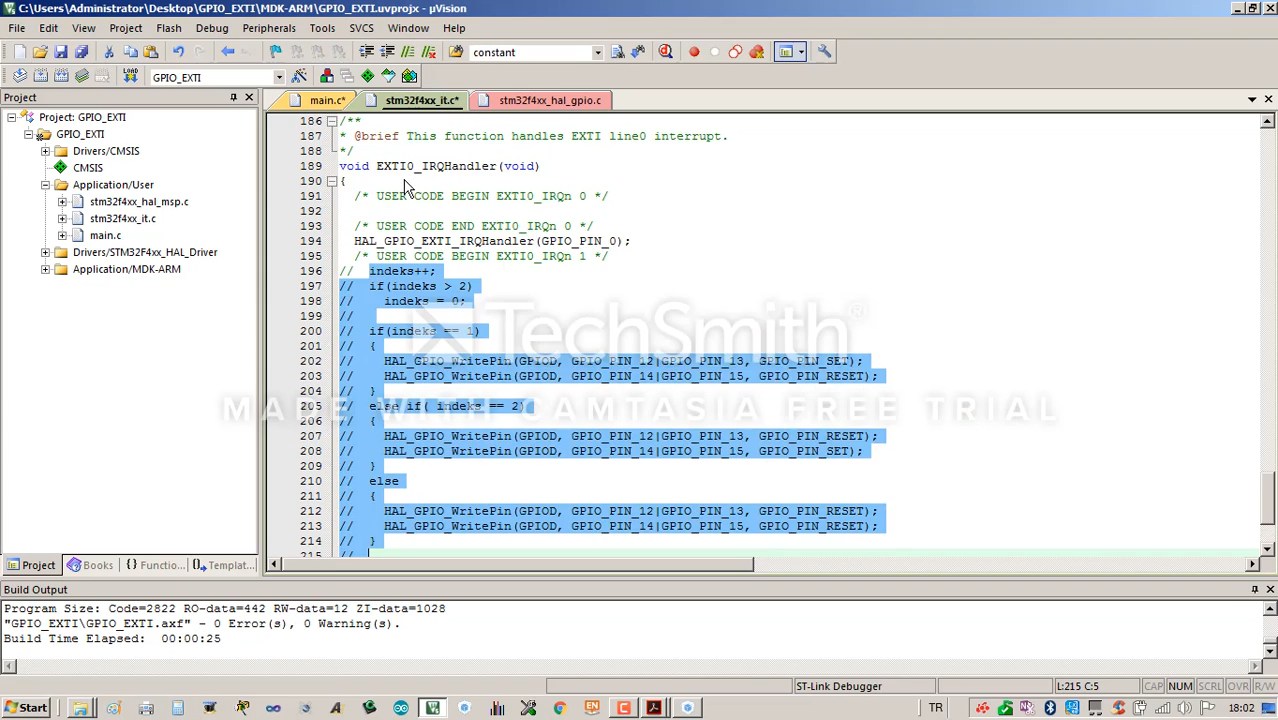 C:\Users\Administrator\Desktop\GPIO_EXTI\MDK-ARM\GPIO_EXTI.uvprojx - µVision
File Edit View Project Flash Debug Peripherals Tools SVCS Window Help
constant
GPIO_EXTI
Project
main.c* stm32f4xx_it.c* stm32f4xx_hal_gpio.c
Project: GPIO_EXTI
GPIO_EXTI
Drivers/CMSIS
CMSIS
Application/User
stm32f4xx_hal_msp.c
stm32f4xx_it.c
main.c
Drivers/STM32F4xx_HAL_Driver
Application/MDK-ARM
186 /**
187 * @brief This function handles EXTI line0 interrupt.
188 */
189 void EXTI0_IRQHandler(void)
190 {
191 /* USER CODE BEGIN EXTI0_IRQn 0 */
192
193 /* USER CODE END EXTI0_IRQn 0 */
194 HAL_GPIO_EXTI_IRQHandler(GPIO_PIN_0);
195 /* USER CODE BEGIN EXTI0_IRQn 1 */
196 // indeks++;
197 // if(indeks > 2)
198 // indeks = 0;
199 //
200 // if(indeks == 1)
201 // {
202 // HAL_GPIO_WritePin(GPIOD, GPIO_PIN_12|GPIO_PIN_13, GPIO_PIN_SET);
203 // HAL_GPIO_WritePin(GPIOD, GPIO_PIN_14|GPIO_PIN_15, GPIO_PIN_RESET);
204 // }
205 // else if( indeks == 2)
206 // {
207 // HAL_GPIO_WritePin(GPIOD, GPIO_PIN_12|GPIO_PIN_13, GPIO_PIN_RESET);
208 // HAL_GPIO_WritePin(GPIOD, GPIO_PIN_14|GPIO_PIN_15, GPIO_PIN_SET);
209 // }
210 // else
211 // {
212 // HAL_GPIO_WritePin(GPIOD, GPIO_PIN_12|GPIO_PIN_13, GPIO_PIN_RESET);
213 // HAL_GPIO_WritePin(GPIOD, GPIO_PIN_14|GPIO_PIN_15, GPIO_PIN_RESET);
214 // }
215 //
TechSmith®
MADE WITH CAMTASIA FREE TRIAL
Project Books {} Functio... Templat...
Build Output
Program Size: Code=2822 RO-data=442 RW-data=12 ZI-data=1028
"GPIO_EXTI\GPIO_EXTI.axf" - 0 Error(s), 0 Warning(s).
Build Time Elapsed: 00:00:25
ST-Link Debugger L:215 C:5 CAP NUM SCRL OVR R/W
Start EN TR 18:02